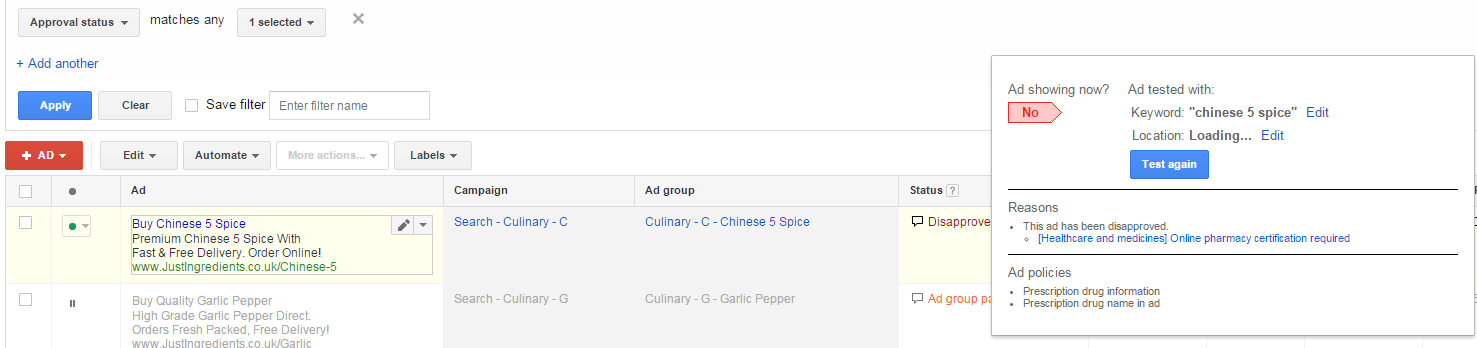 Approval status matches any 1 selected
+ Add another
Apply Clear Save filter Enter filter name
+ AD Edit Automate More actions... Labels
Ad Campaign Ad group Status ?
Buy Chinese 5 Spice Search - Culinary - C Culinary - C - Chinese 5 Spice Disapprove
Premium Chinese 5 Spice With
Fast & Free Delivery. Order Online!
www.JustIngredients.co.uk/Chinese-5
Buy Quality Garlic Pepper Search - Culinary - G Culinary - G - Garlic Pepper Ad group pa
High Grade Garlic Pepper Direct.
Orders Fresh Packed, Free Delivery!
www.JustIngredients.co.uk/Garlic
Ad showing now? Ad tested with:
No Keyword: "chinese 5 spice" Edit
Location: Loading... Edit
Test again
Reasons
This ad has been disapproved.
[Healthcare and medicines] Online pharmacy certification required
Ad policies
Prescription drug information
Prescription drug name in ad